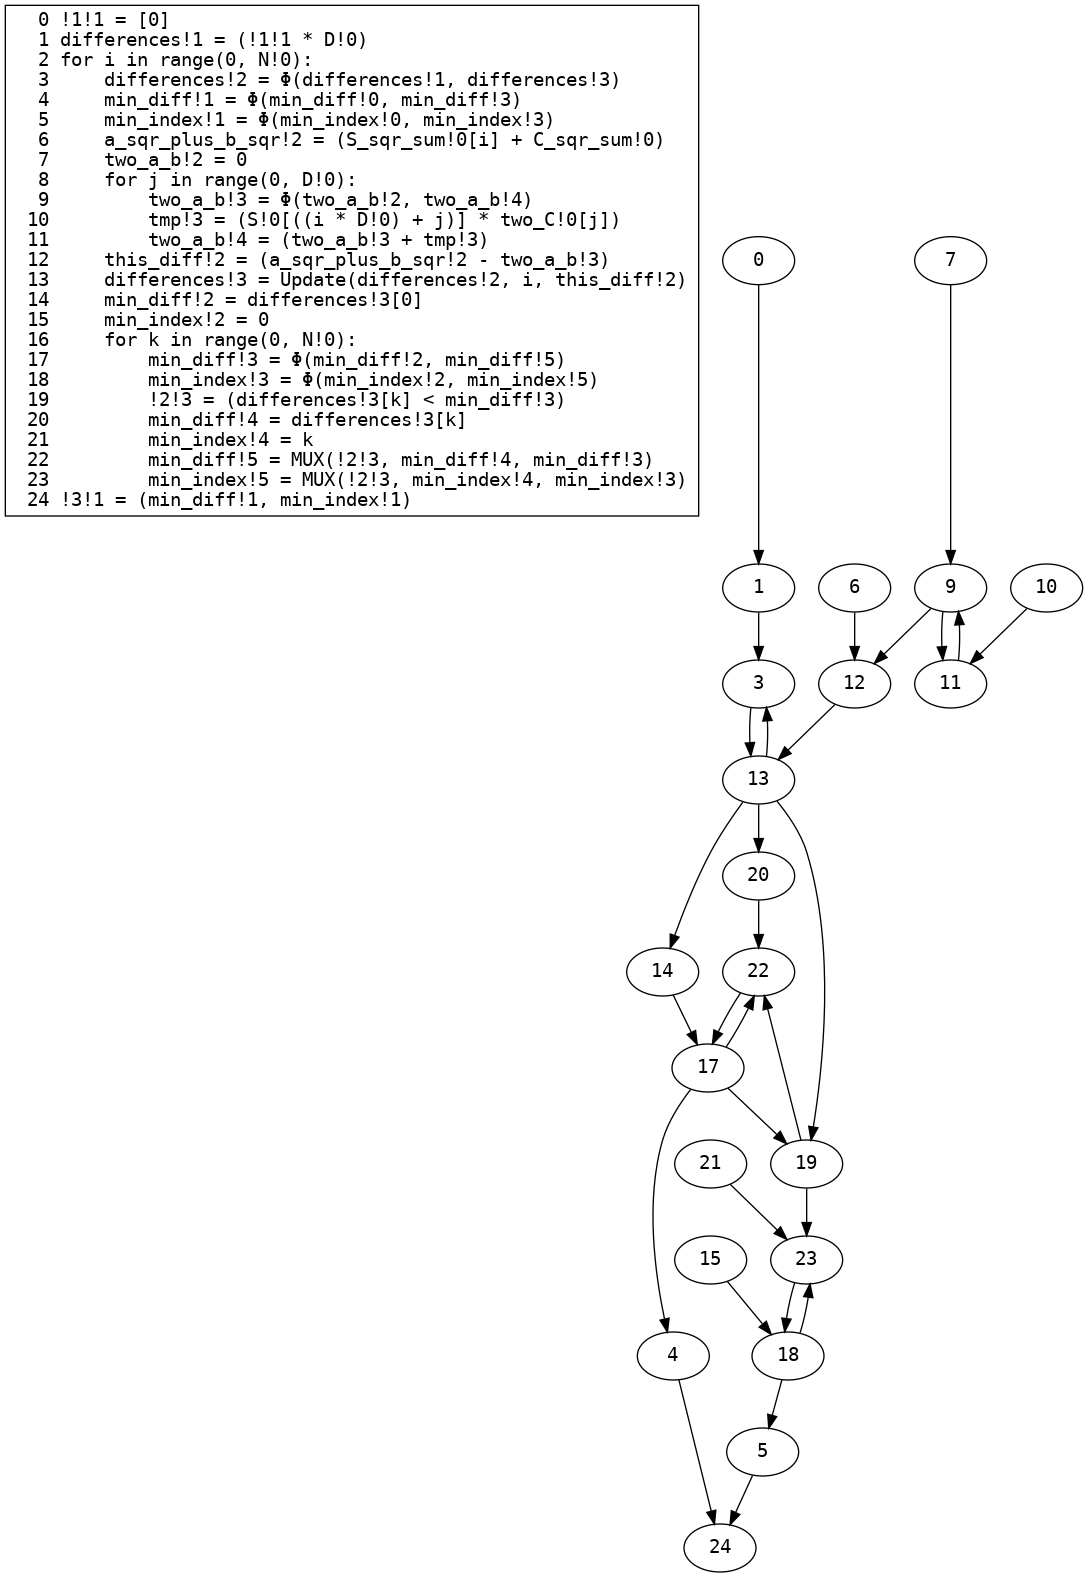 0 !1!1 = [0]
1 differences!1 = (!1!1 * D!0)
2 for i in range(0, N!0):
3     differences!2 = Φ(differences!1, differences!3)
4     min_diff!1 = Φ(min_diff!0, min_diff!3)
5     min_index!1 = Φ(min_index!0, min_index!3)
6     a_sqr_plus_b_sqr!2 = (S_sqr_sum!0[i] + C_sqr_sum!0)
7     two_a_b!2 = 0
8     for j in range(0, D!0):
9         two_a_b!3 = Φ(two_a_b!2, two_a_b!4)
10         tmp!3 = (S!0[((i * D!0) + j)] * two_C!0[j])
11         two_a_b!4 = (two_a_b!3 + tmp!3)
12     this_diff!2 = (a_sqr_plus_b_sqr!2 - two_a_b!3)
13     differences!3 = Update(differences!2, i, this_diff!2)
14     min_diff!2 = differences!3[0]
15     min_index!2 = 0
16     for k in range(0, N!0):
17         min_diff!3 = Φ(min_diff!2, min_diff!5)
18         min_index!3 = Φ(min_index!2, min_index!5)
19         !2!3 = (differences!3[k] < min_diff!3)
20         min_diff!4 = differences!3[k]
21         min_index!4 = k
22         min_diff!5 = MUX(!2!3, min_diff!4, min_diff!3)
23         min_index!5 = MUX(!2!3, min_index!4, min_index!3)
24 !3!1 = (min_diff!1, min_index!1)
0
7
1
6
9
10
3
12
11
13
20
14
22
17
21
19
15
23
4
18
5
24